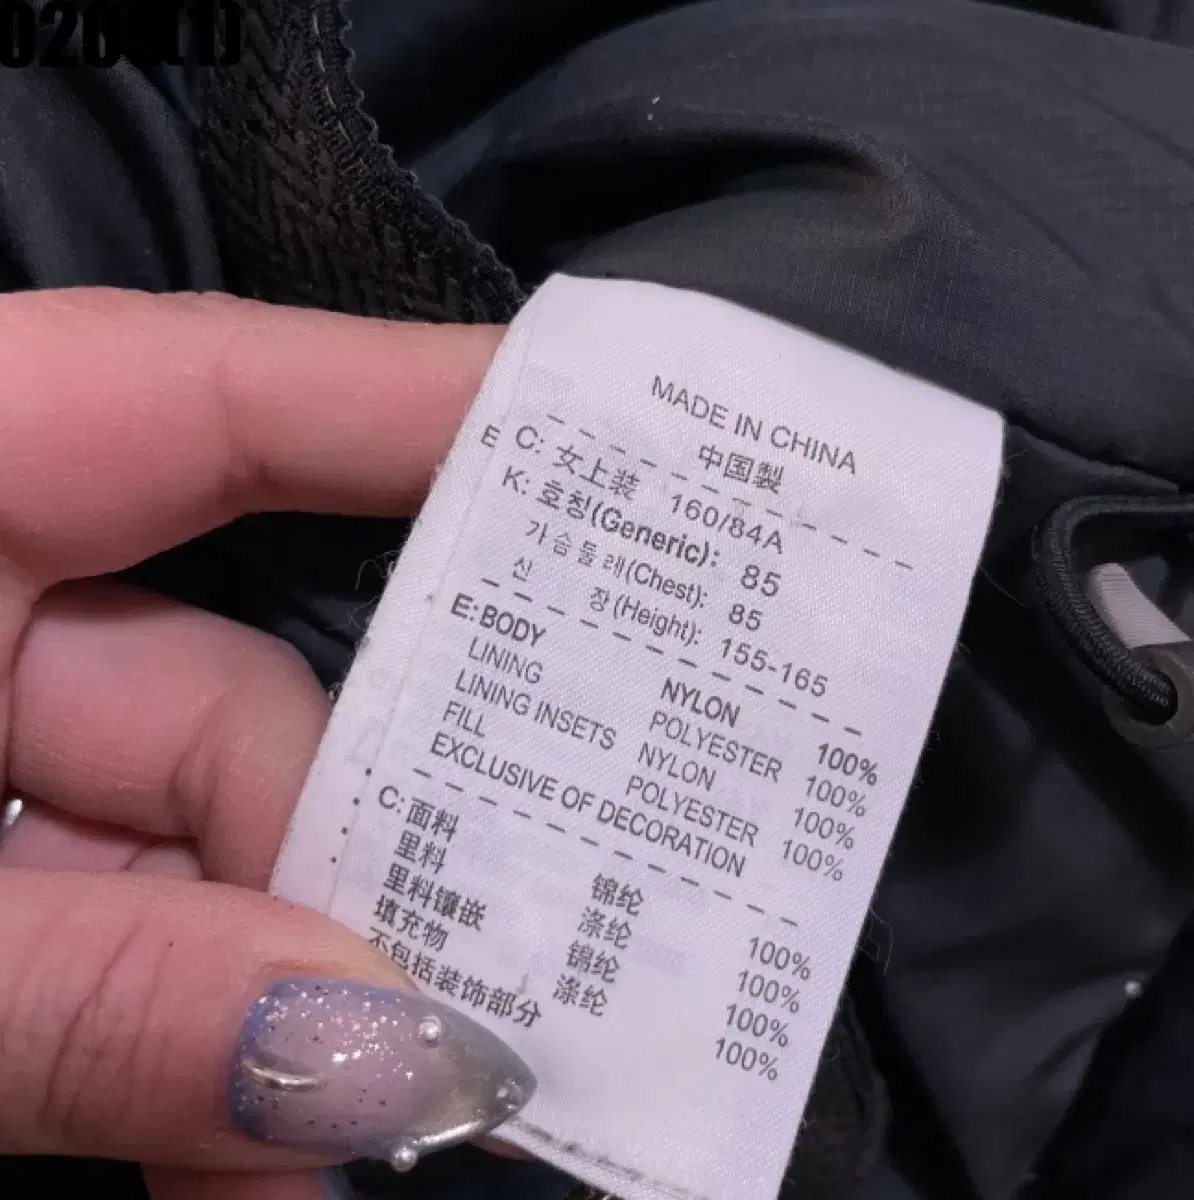 0200(1)
MADE IN CHINA
中国製
C: 女上装 160/84A
K: 호칭(Generic): 85
가슴둘레(Chest): 85
신 장(Height): 155-165
E: BODY NYLON 100%
LINING POLYESTER 100%
LINING INSETS NYLON 100%
FILL POLYESTER 100%
EXCLUSIVE OF DECORATION
C: 面料 锦纶 100%
里料 涤纶 100%
里料镶嵌 锦纶 100%
填充物 涤纶 100%
不包括装饰部分
E